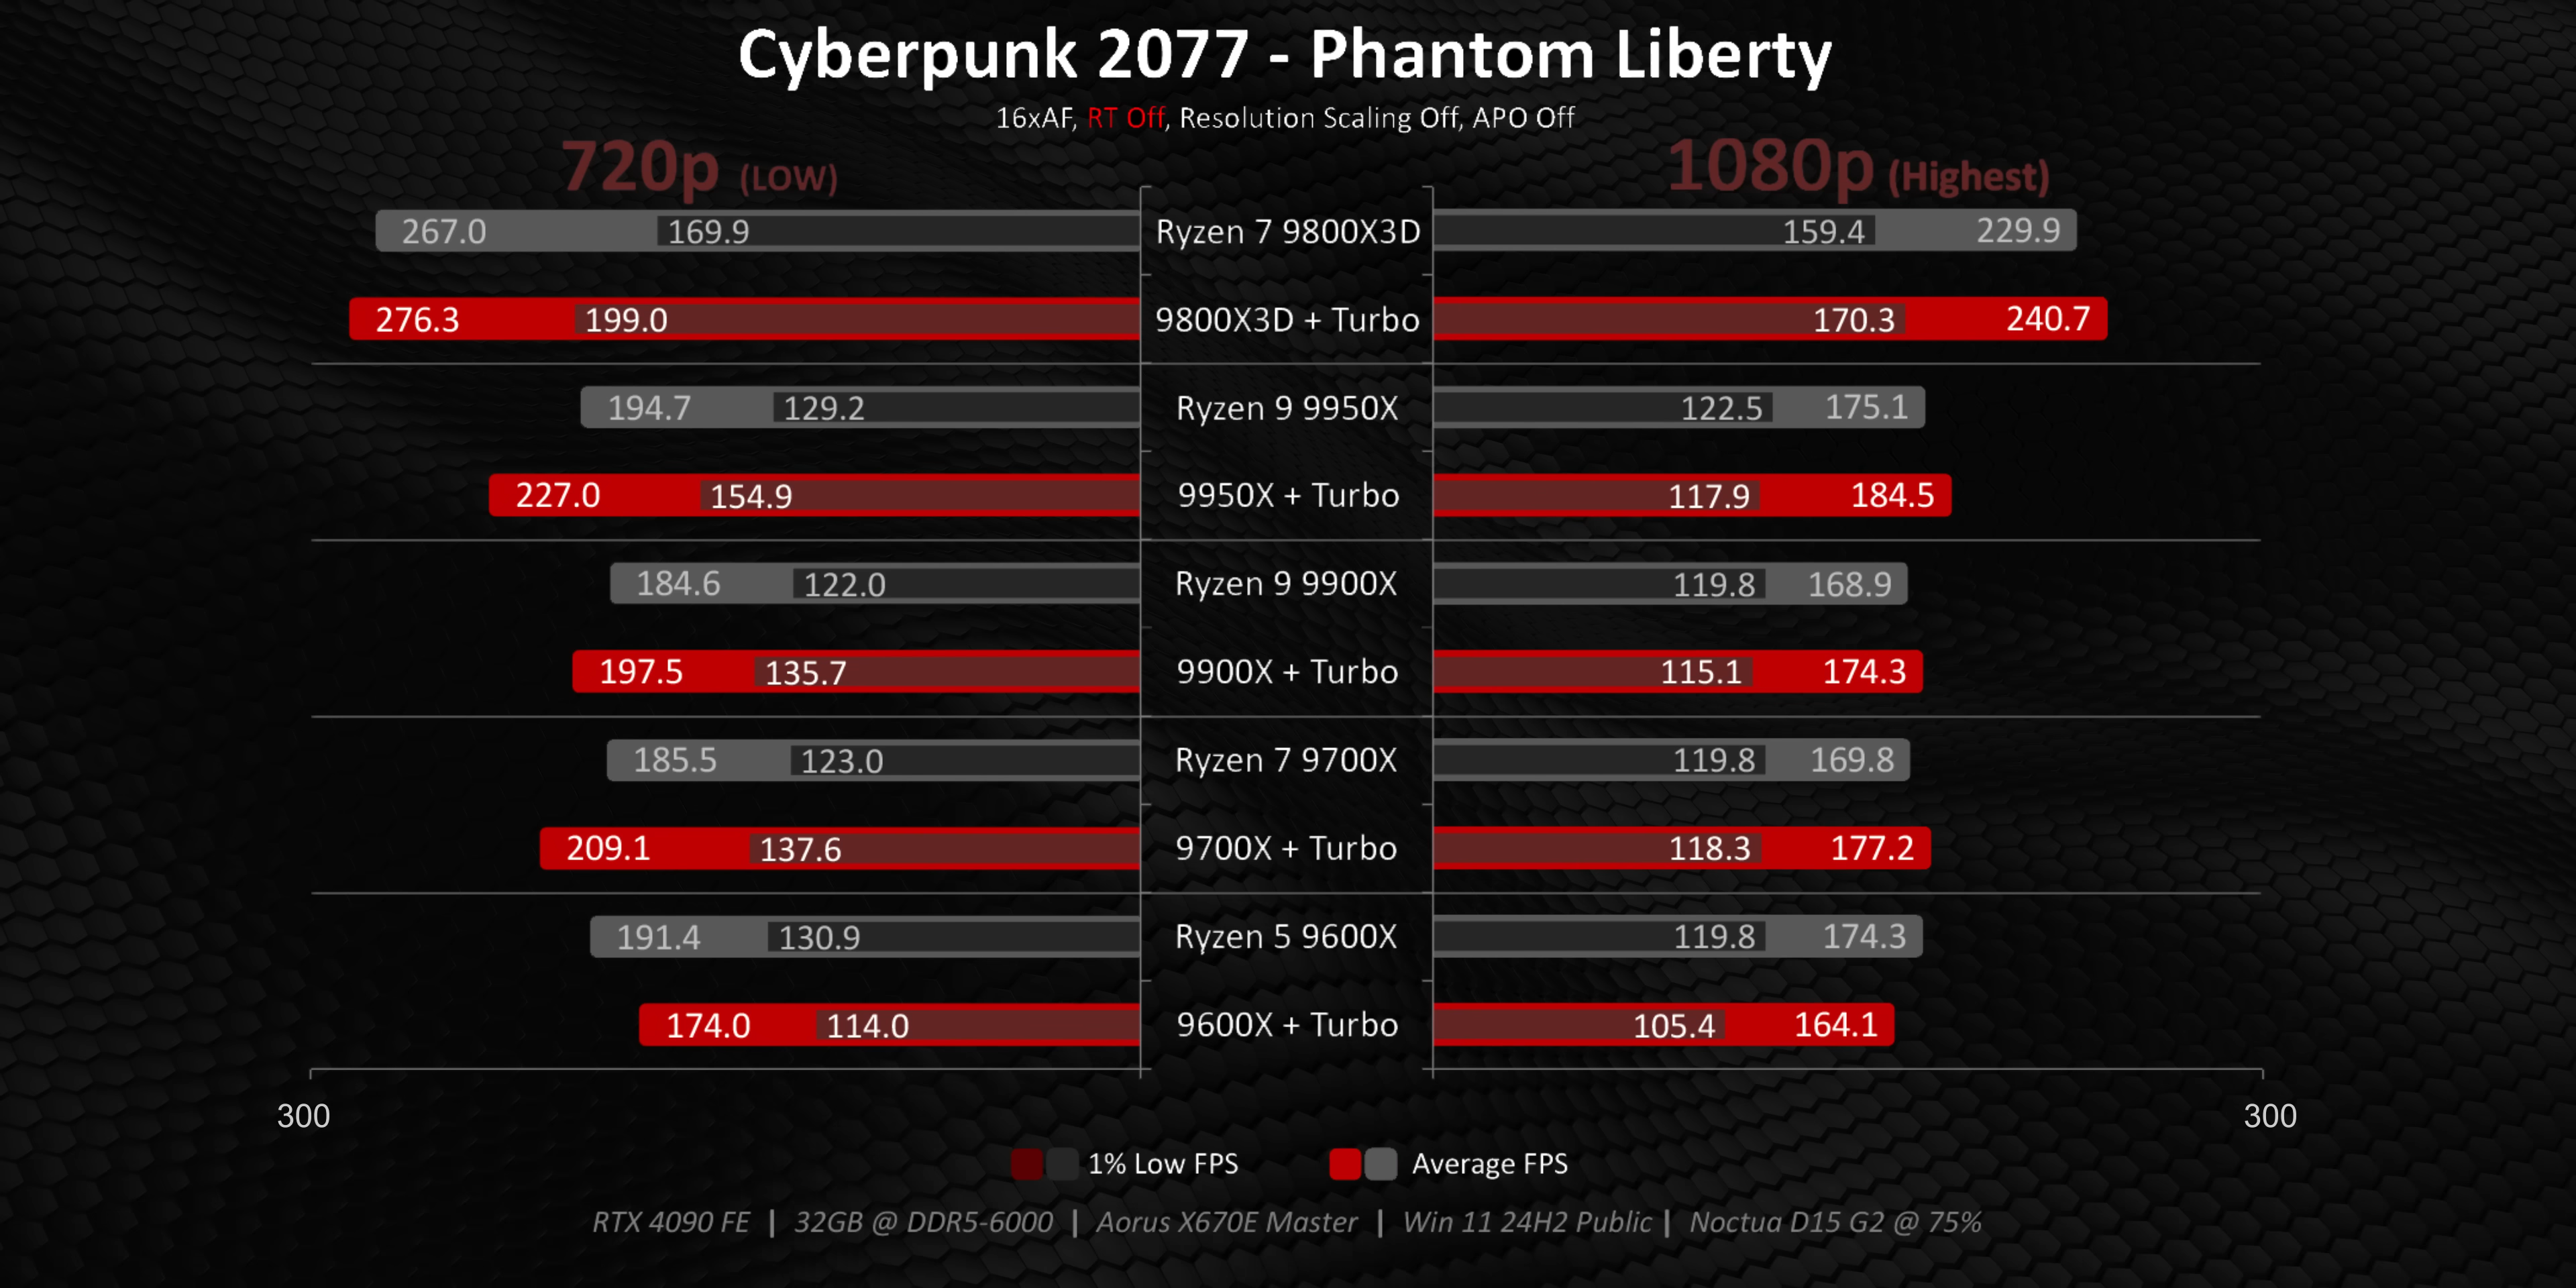 Cyberpunk 2077 - Phantom Liberty
16xAF, RT Off, Resolution Scaling Off, APO Off
720p (LOW) 1080p (Highest)
267.0 169.9 Ryzen 7 9800X3D 159.4 229.9
276.3 199.0 9800X3D + Turbo 170.3 240.7
194.7 129.2 Ryzen 9 9950X 122.5 175.1
227.0 154.9 9950X + Turbo 117.9 184.5
184.6 122.0 Ryzen 9 9900X 119.8 168.9
197.5 135.7 9900X + Turbo 115.1 174.3
185.5 123.0 Ryzen 7 9700X 119.8 169.8
209.1 137.6 9700X + Turbo 118.3 177.2
191.4 130.9 Ryzen 5 9600X 119.8 174.3
174.0 114.0 9600X + Turbo 105.4 164.1
300 300
1% Low FPS Average FPS
RTX 4090 FE | 32GB @ DDR5-6000 | Aorus X670E Master | Win 11 24H2 Public | Noctua D15 G2 @ 75%